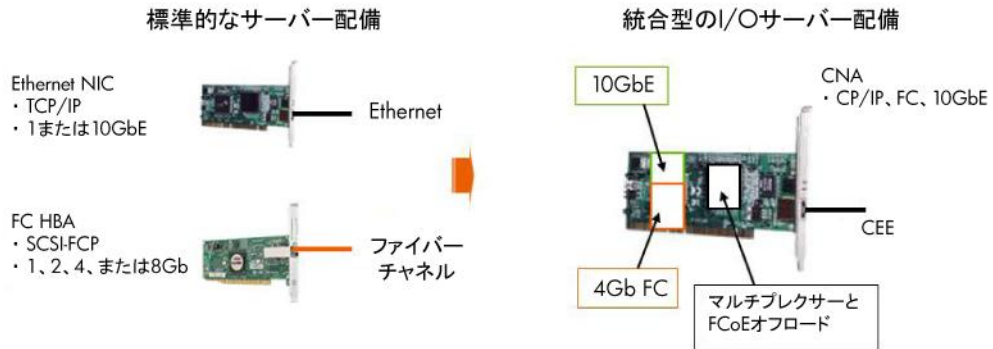 標準的なサーバー配備
Ethernet NIC
・ TCP/IP
・ 1または10GbE
Ethernet
FC HBA
・ SCSI-FCP
・ 1、2、4、または8Gb
ファイバー
チャネル
統合型のI/Oサーバー配備
10GbE
CNA
・ CP/IP、FC、10GbE
CEE
4Gb FC
マルチプレクサーと
FCoEオフロード